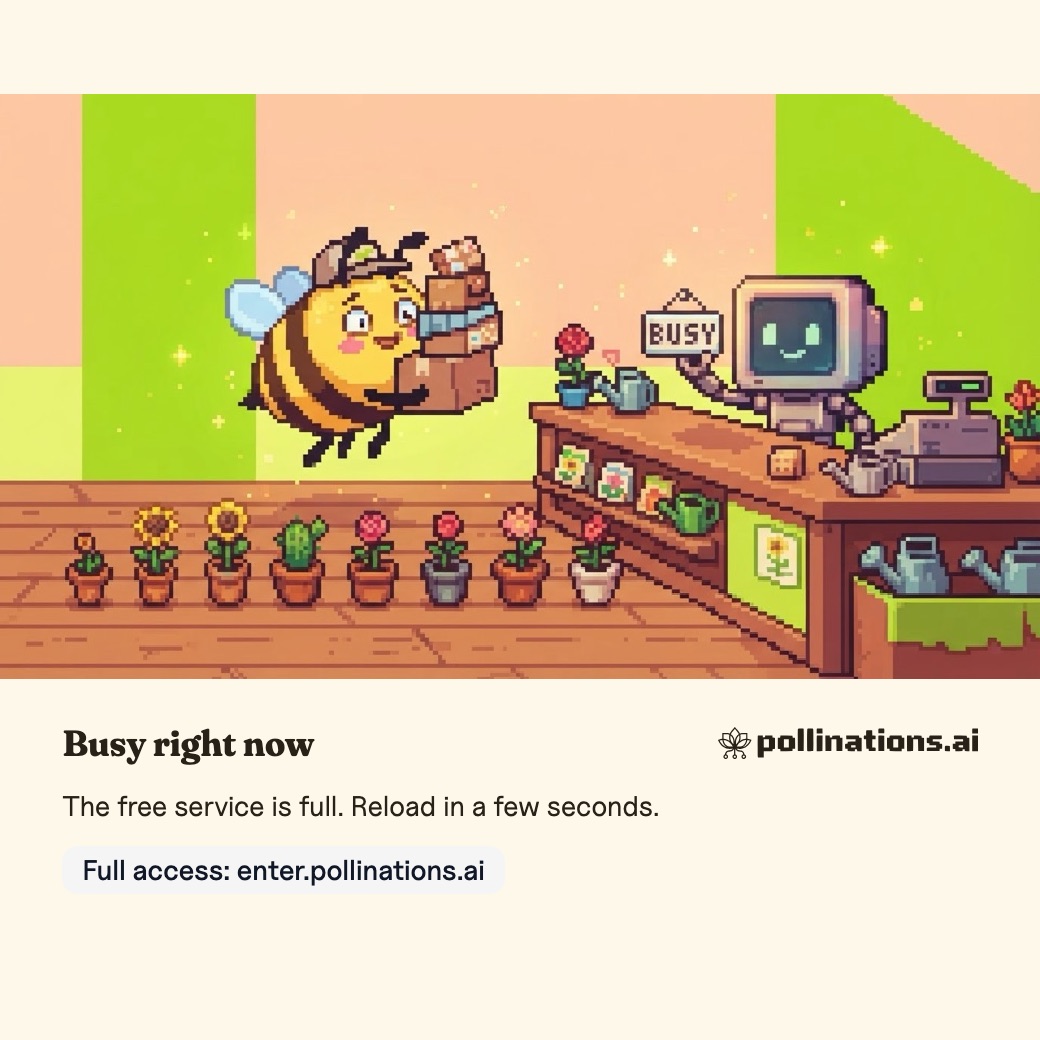 BUSY
Busy right now
pollinations.ai
The free service is full. Reload in a few seconds.
Full access: enter.pollinations.ai